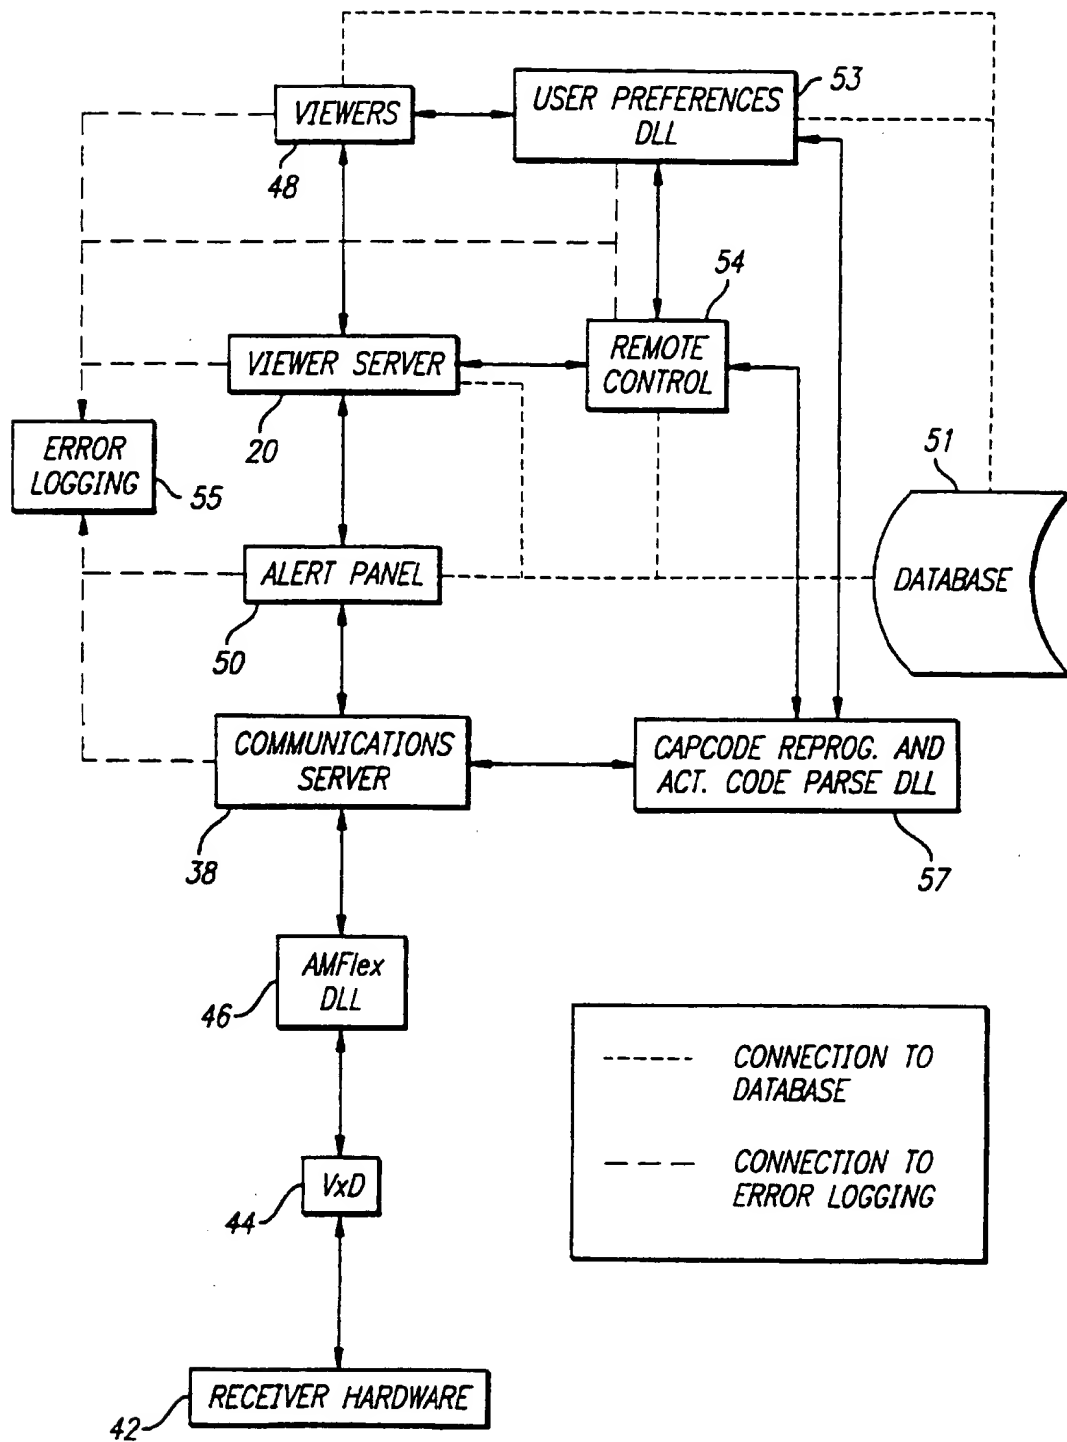 53
VIEWERS
USER PREFERENCES
DLL
48
54
VIEWER SERVER
REMOTE
CONTROL
20
ERROR
LOGGING
55
51
ALERT PANEL
DATABASE
50
COMMUNICATIONS
SERVER
CAPCODE REPROG. AND
ACT. CODE PARSE DLL
38
57
AMFlex
DLL
46
CONNECTION TO
DATABASE
VxD
44
CONNECTION TO
ERROR LOGGING
RECEIVER HARDWARE
42